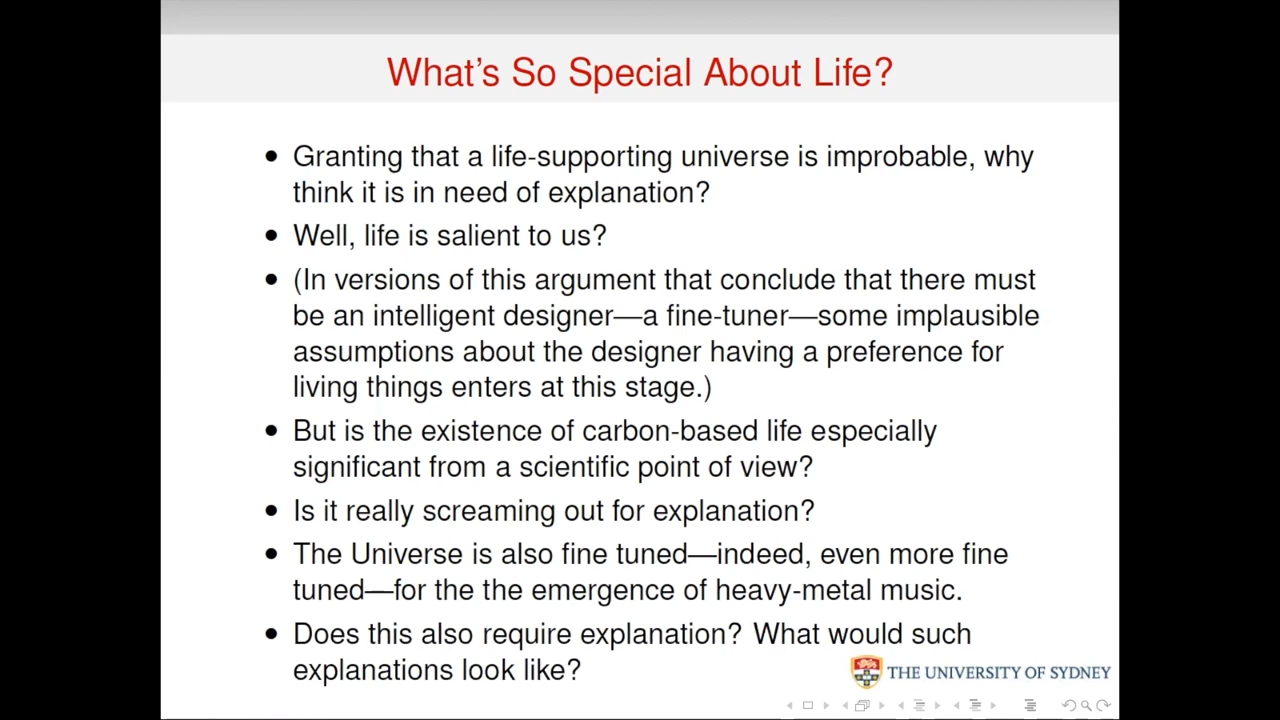 What's So Special About Life?
• Granting that a life-supporting universe is improbable, why
think it is in need of explanation?
• Well, life is salient to us?
• (In versions of this argument that conclude that there must
be an intelligent designer—a fine-tuner—some implausible
assumptions about the designer having a preference for
living things enters at this stage.)
• But is the existence of carbon-based life especially
significant from a scientific point of view?
• Is it really screaming out for explanation?
• The Universe is also fine tuned—indeed, even more fine
tuned—for the the emergence of heavy-metal music.
• Does this also require explanation? What would such
explanations look like?
THE UNIVERSITY OF SYDNEY